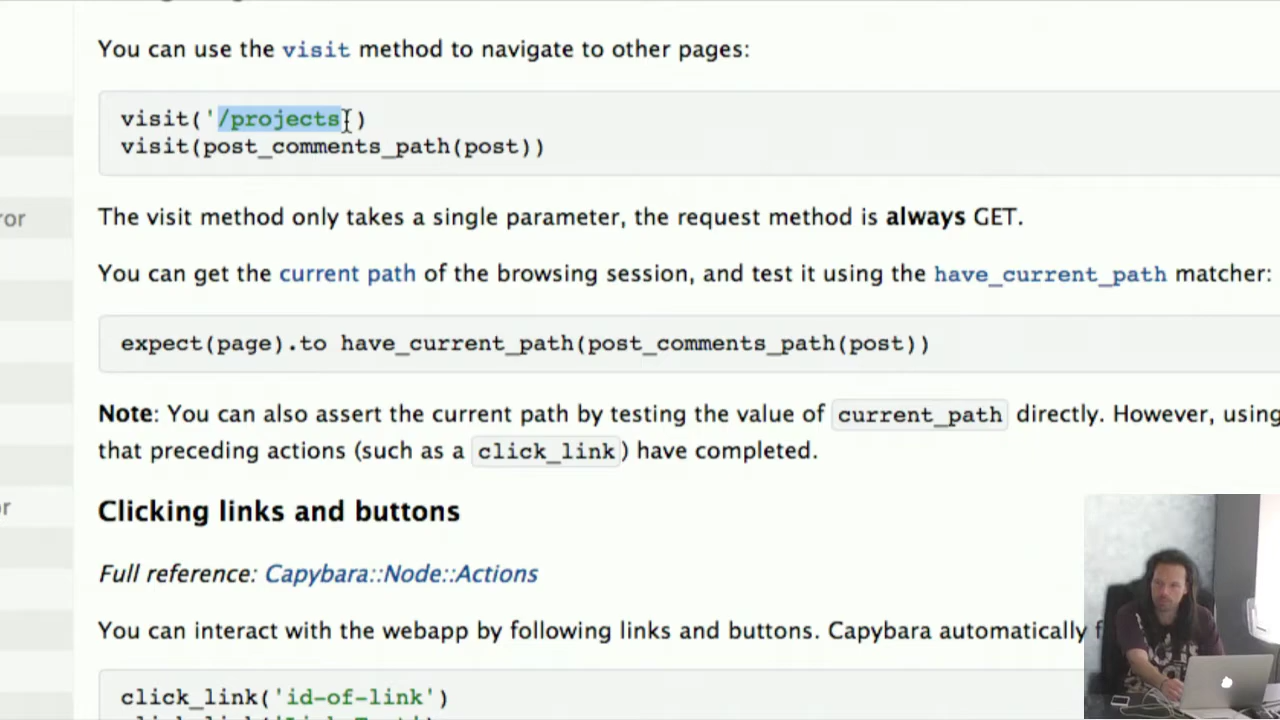 You can use the visit method to navigate to other pages:
visit('/projects')
visit(post_comments_path(post))
The visit method only takes a single parameter, the request method is always GET.
ror
You can get the current path of the browsing session, and test it using the have_current_path matcher:
expect(page).to have_current_path(post_comments_path(post))
Note: You can also assert the current path by testing the value of current_path directly. However, using
that preceding actions (such as a click_link) have completed.
or
Clicking links and buttons
Full reference: Capybara::Node::Actions
You can interact with the webapp by following links and buttons. Capybara automatically f
click_link('id-of-link')